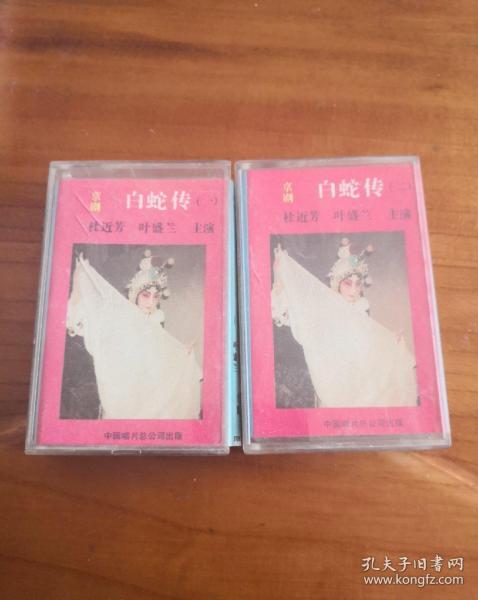 京剧 白蛇传(一)
杜近芳 叶盛兰 主演
中国唱片总公司出版
京剧 白蛇传(二)
杜近芳 叶盛兰 主演
中国唱片总公司出版
孔夫子旧书网
www.kongfz.com